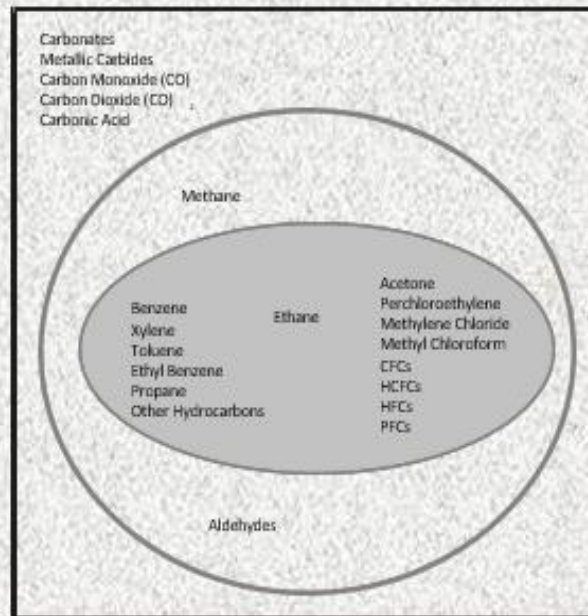 Carbonates
Metallic Carbides
Carbon Monoxide (CO)
Carbon Dioxide (CO)
Carbonic Acid
Methane
Benzene
Xylene
Toluene
Ethyl Benzene
Propane
Other Hydrocarbons
Ethane
Acetone
Perchloroethylene
Methylene Chloride
Methyl Chloroform
CFCs
HCFCs
HFCs
PFCs
Aldehydes